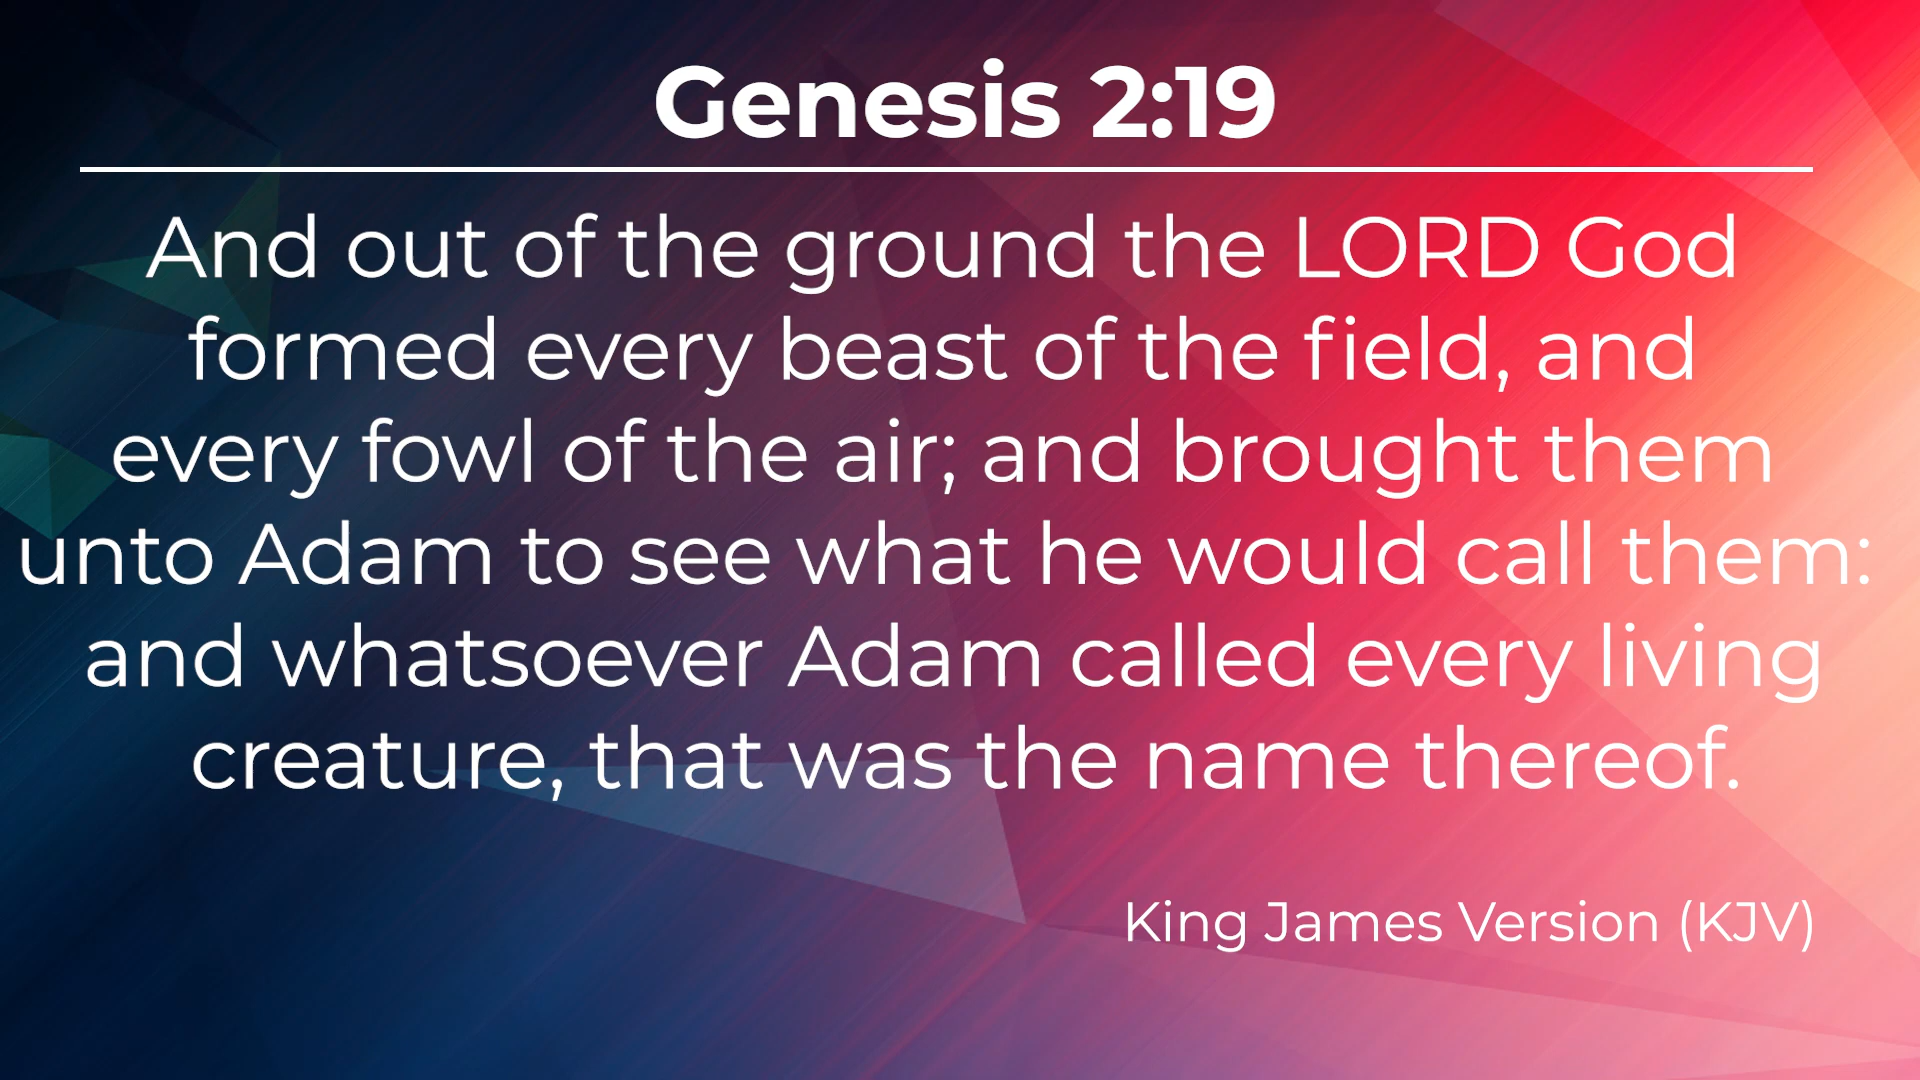 Genesis 2:19
And out of the ground the LORD God
formed every beast of the field, and
every fowl of the air; and brought them
unto Adam to see what he would call them:
and whatsoever Adam called every living
creature, that was the name thereof.
King James Version (KJV)